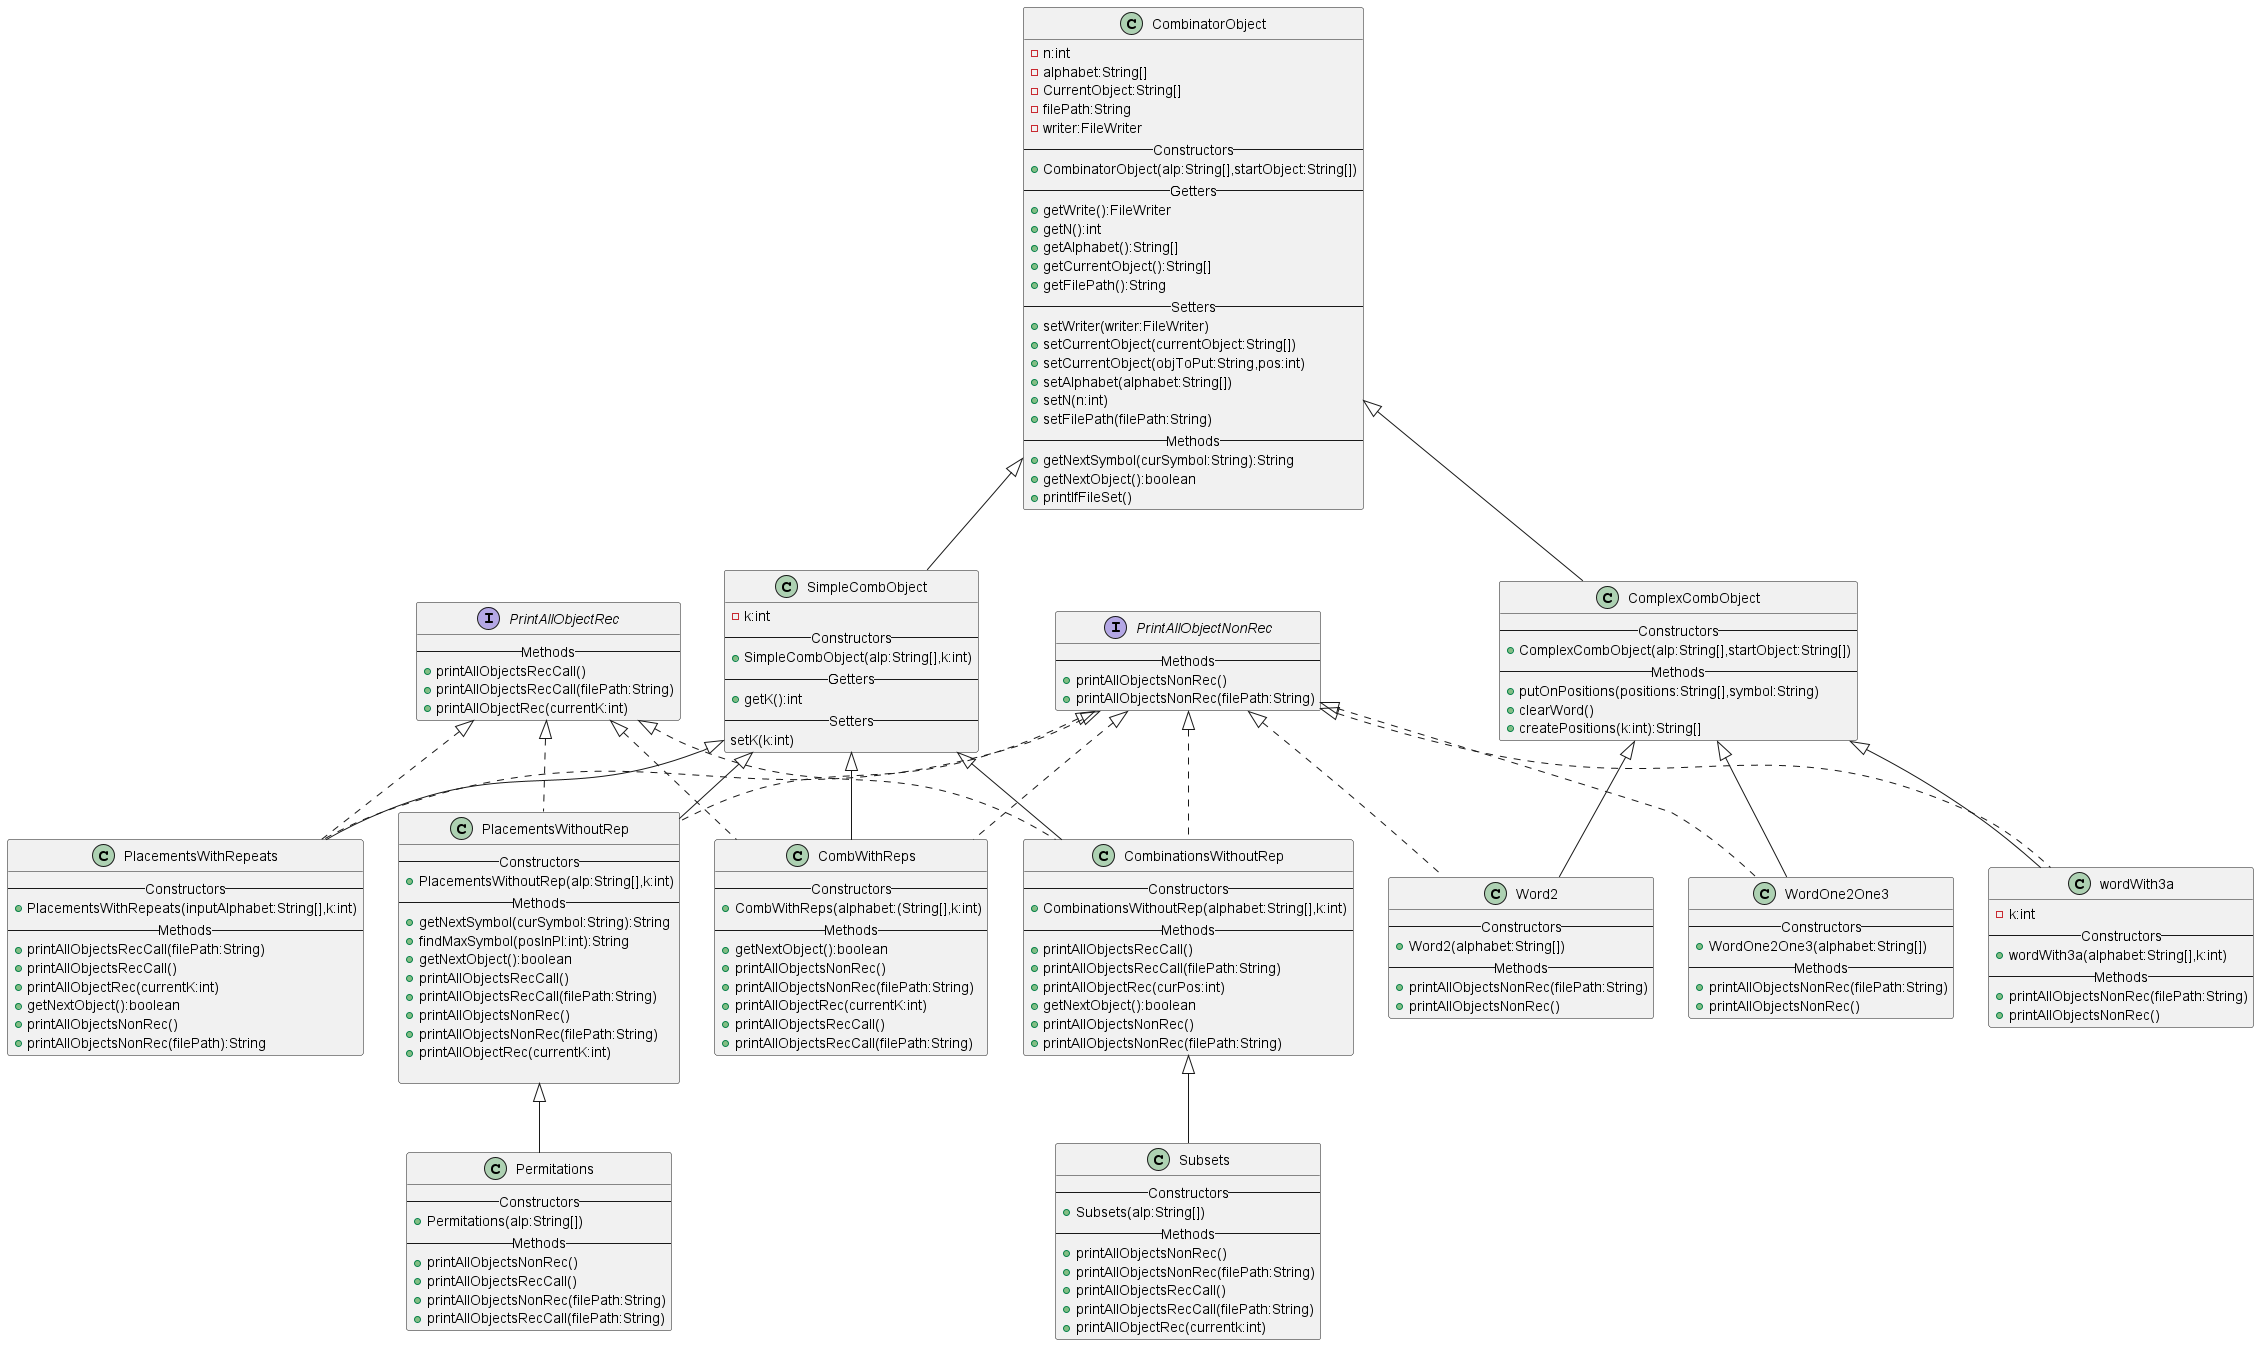 CombinatorObject
n:int
alphabet:String[]
CurrentObject:String[]
filePath:String
writer:FileWriter
Constructors
CombinatorObject(alp:String[],startObject:String[])
Getters
getWrite():FileWriter
getN():int
getAlphabet():String[]
getCurrentObject():String[]
getFilePath():String
Setters
setWriter(writer:FileWriter)
setCurrentObject(currentObject:String[])
setCurrentObject(objToPut:String,pos:int)
setAlphabet(alphabet:String[])
setN(n:int)
setFilePath(filePath:String)
Methods
getNextSymbol(curSymbol:String):String
getNextObject():boolean
printIfFileSet()
PrintAllObjectRec
Methods
printAllObjectsRecCall()
printAllObjectsRecCall(filePath:String)
printAllObjectRec(currentK:int)
SimpleCombObject
k:int
Constructors
SimpleCombObject(alp:String[],k:int)
Getters
getK():int
Setters
setK(k:int)
PrintAllObjectNonRec
Methods
printAllObjectsNonRec()
printAllObjectsNonRec(filePath:String)
ComplexCombObject
Constructors
ComplexCombObject(alp:String[],startObject:String[])
Methods
putOnPositions(positions:String[],symbol:String)
clearWord()
createPositions(k:int):String[]
PlacementsWithRepeats
Constructors
PlacementsWithRepeats(inputAlphabet:String[],k:int)
Methods
printAllObjectsRecCall(filePath:String)
printAllObjectsRecCall()
printAllObjectRec(currentK:int)
getNextObject():boolean
printAllObjectsNonRec()
printAllObjectsNonRec(filePath):String
PlacementsWithoutRep
Constructors
PlacementsWithoutRep(alp:String[],k:int)
Methods
getNextSymbol(curSymbol:String):String
findMaxSymbol(posInPl:int):String
getNextObject():boolean
printAllObjectsRecCall()
printAllObjectsRecCall(filePath:String)
printAllObjectsNonRec()
printAllObjectsNonRec(filePath:String)
printAllObjectRec(currentK:int)
CombWithReps
Constructors
CombWithReps(alphabet:(String[],k:int)
Methods
getNextObject():boolean
printAllObjectsNonRec()
printAllObjectsNonRec(filePath:String)
printAllObjectRec(currentK:int)
printAllObjectsRecCall()
printAllObjectsRecCall(filePath:String)
CombinationsWithoutRep
Constructors
CombinationsWithoutRep(alphabet:String[],k:int)
Methods
printAllObjectsRecCall()
printAllObjectsRecCall(filePath:String)
printAllObjectRec(curPos:int)
getNextObject():boolean
printAllObjectsNonRec()
printAllObjectsNonRec(filePath:String)
Word2
Constructors
Word2(alphabet:String[])
Methods
printAllObjectsNonRec(filePath:String)
printAllObjectsNonRec()
WordOne2One3
Constructors
WordOne2One3(alphabet:String[])
Methods
printAllObjectsNonRec(filePath:String)
printAllObjectsNonRec()
wordWith3a
k:int
Constructors
wordWith3a(alphabet:String[],k:int)
Methods
printAllObjectsNonRec(filePath:String)
printAllObjectsNonRec()
Permitations
Constructors
Permitations(alp:String[])
Methods
printAllObjectsNonRec()
printAllObjectsRecCall()
printAllObjectsNonRec(filePath:String)
printAllObjectsRecCall(filePath:String)
Subsets
Constructors
Subsets(alp:String[])
Methods
printAllObjectsNonRec()
printAllObjectsNonRec(filePath:String)
printAllObjectsRecCall()
printAllObjectsRecCall(filePath:String)
printAllObjectRec(currentk:int)